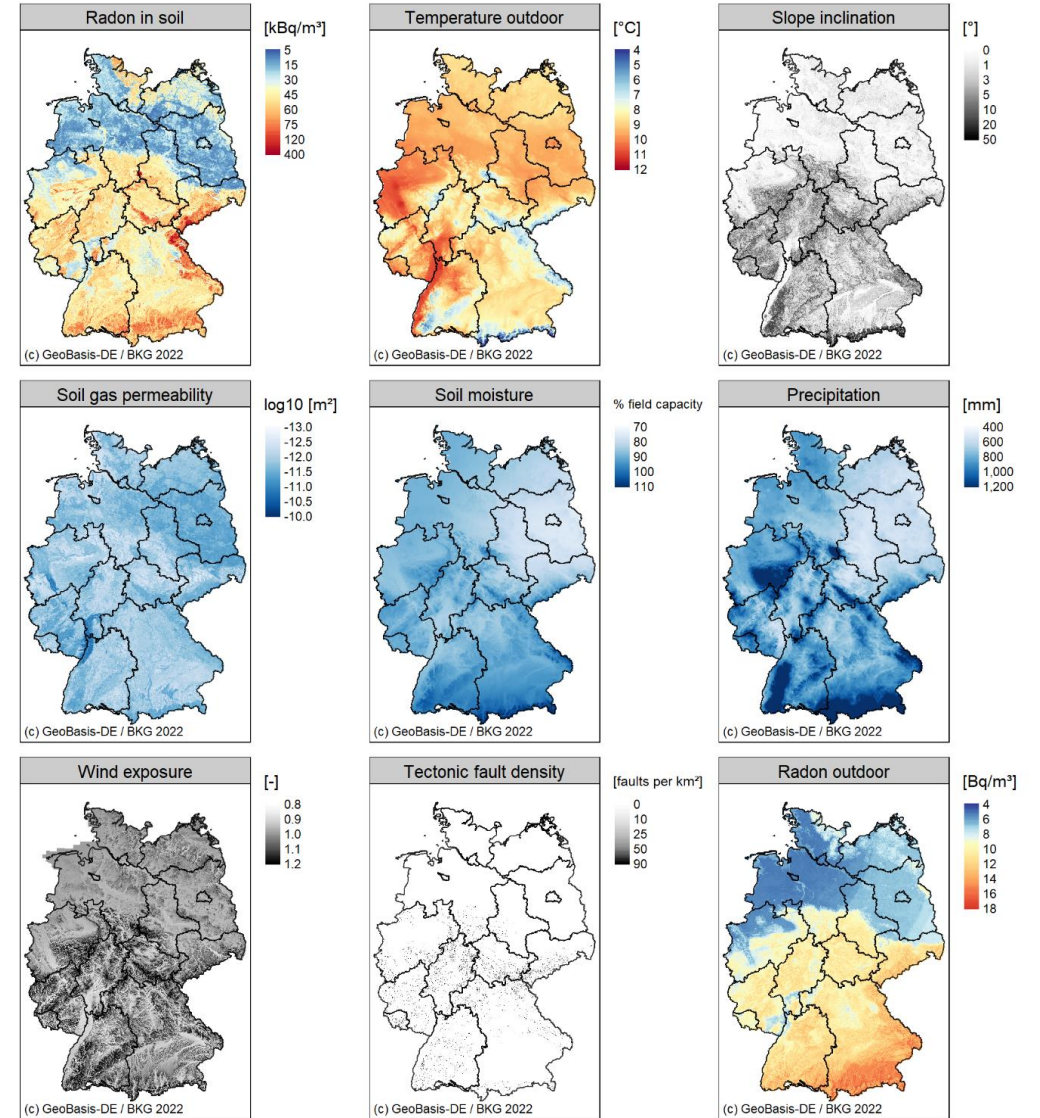 Radon in soil
[kBq/m³]
5
15
30
45
60
75
120
400
(c) GeoBasis-DE / BKG 2022
Temperature outdoor
[°C]
4
5
6
7
8
9
10
11
12
(c) GeoBasis-DE / BKG 2022
Slope inclination
[°]
0
1
3
5
10
20
50
(c) GeoBasis-DE / BKG 2022
Soil gas permeability
log10 [m²]
-13.0
-12.5
-12.0
-11.5
-11.0
-10.5
-10.0
(c) GeoBasis-DE / BKG 2022
Soil moisture
% field capacity
70
80
90
100
110
(c) GeoBasis-DE / BKG 2022
Precipitation
[mm]
400
600
800
1,000
1,200
(c) GeoBasis-DE / BKG 2022
Wind exposure
[-]
0.8
0.9
1.0
1.1
1.2
(c) GeoBasis-DE / BKG 2022
Tectonic fault density
[faults per km²]
0
10
25
50
90
(c) GeoBasis-DE / BKG 2022
Radon outdoor
[Bq/m³]
4
6
8
10
12
14
16
18
(c) GeoBasis-DE / BKG 2022